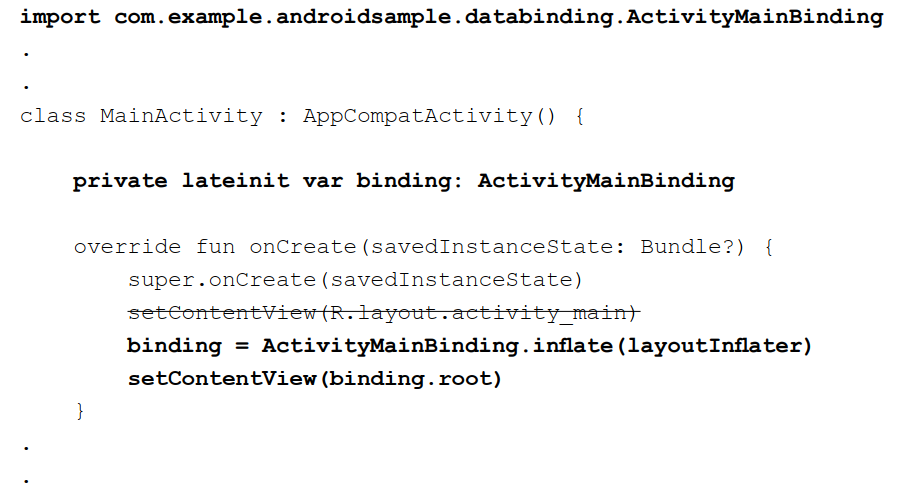 import com.example.androidsample.databinding.ActivityMainBinding
.
.
class MainActivity : AppCompatActivity() {
private lateinit var binding: ActivityMainBinding
override fun onCreate(savedInstanceState: Bundle?) {
super.onCreate(savedInstanceState)
setContentView(R.layout.activity_main)
binding = ActivityMainBinding.inflate(layoutInflater)
setContentView(binding.root)
}
.
.